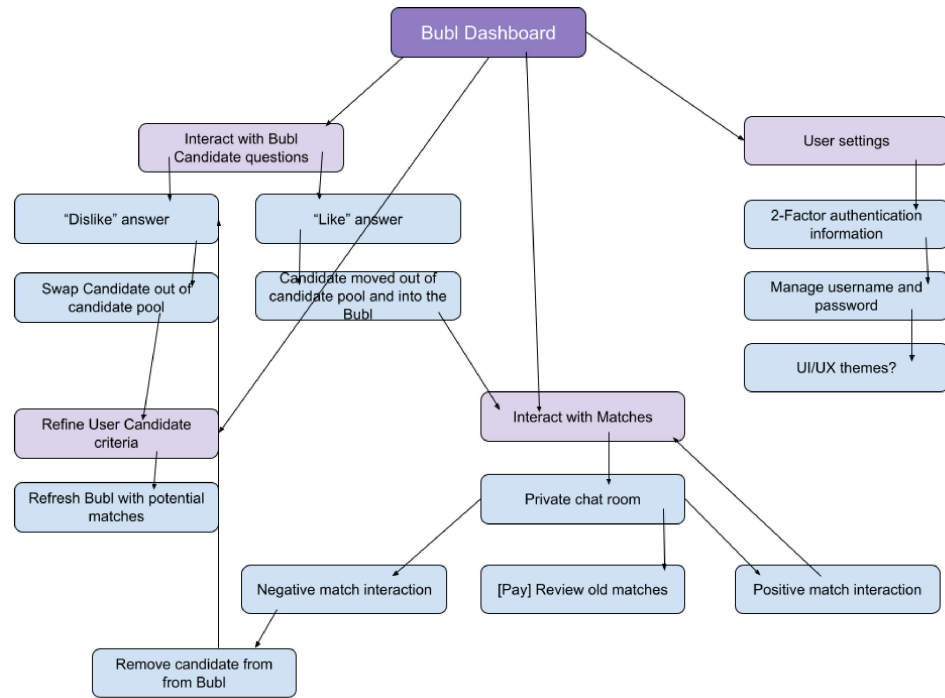 Bubl Dashboard
Interact with Bubl
Candidate questions
User settings
“Dislike” answer
“Like” answer
2-Factor authentication
information
Swap Candidate out of
candidate pool
Candidate moved out of
candidate pool and into the
Bubl
Manage username and
password
UI/UX themes?
Refine User Candidate
criteria
Interact with Matches
Refresh Bubl with potential
matches
Private chat room
Negative match interaction
[Pay] Review old matches
Positive match interaction
Remove candidate from
from Bubl